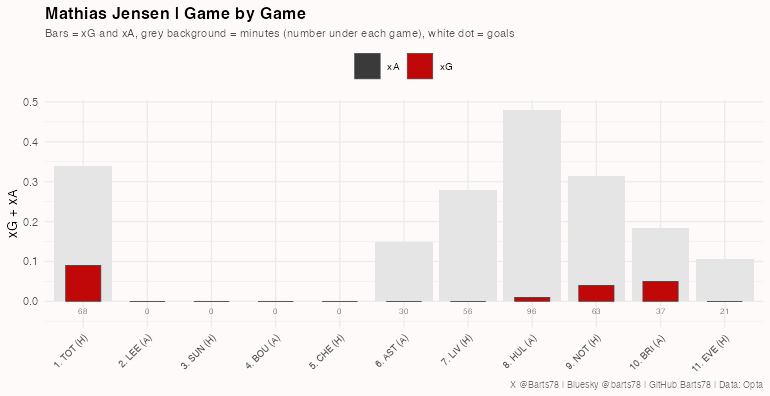 Mathias Jensen | Game by Game
Bars = xG and xA, grey background = minutes (number under each game), white dot = goals
xA xG
xG + xA
0.5
0.4
0.3
0.2
0.1
0.0
68 0 0 0 0 30 56 96 63 37 21
1. TOT (H) 2. LEE (A) 3. SUN (H) 4. BOU (A) 5. CHE (H) 6. AST (A) 7. LIV (H) 8. HUL (A) 9. NOT (H) 10. BRI (A) 11. EVE (H)
X @Barts78 | Bluesky @barts78 | GitHub Barts78 | Data: Opta